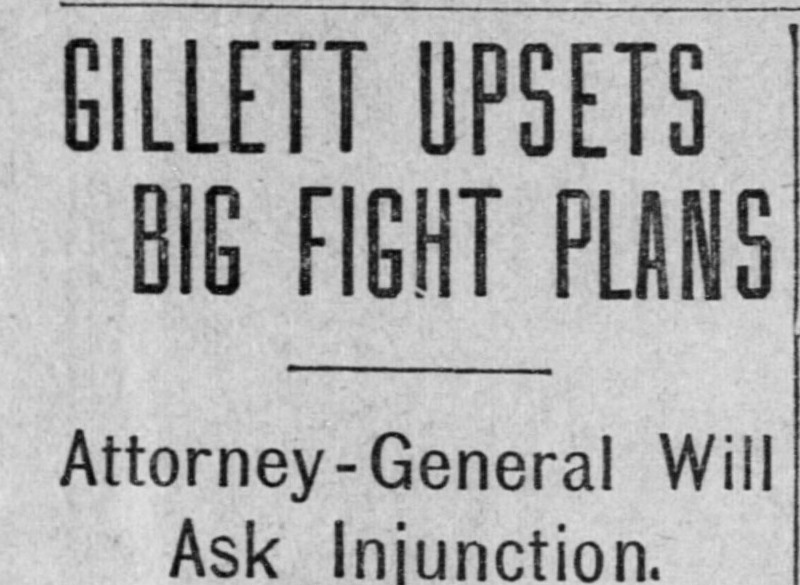 GILLETT UPSETS
BIG FIGHT PLANS
Attorney-General Will
Ask Injunction.